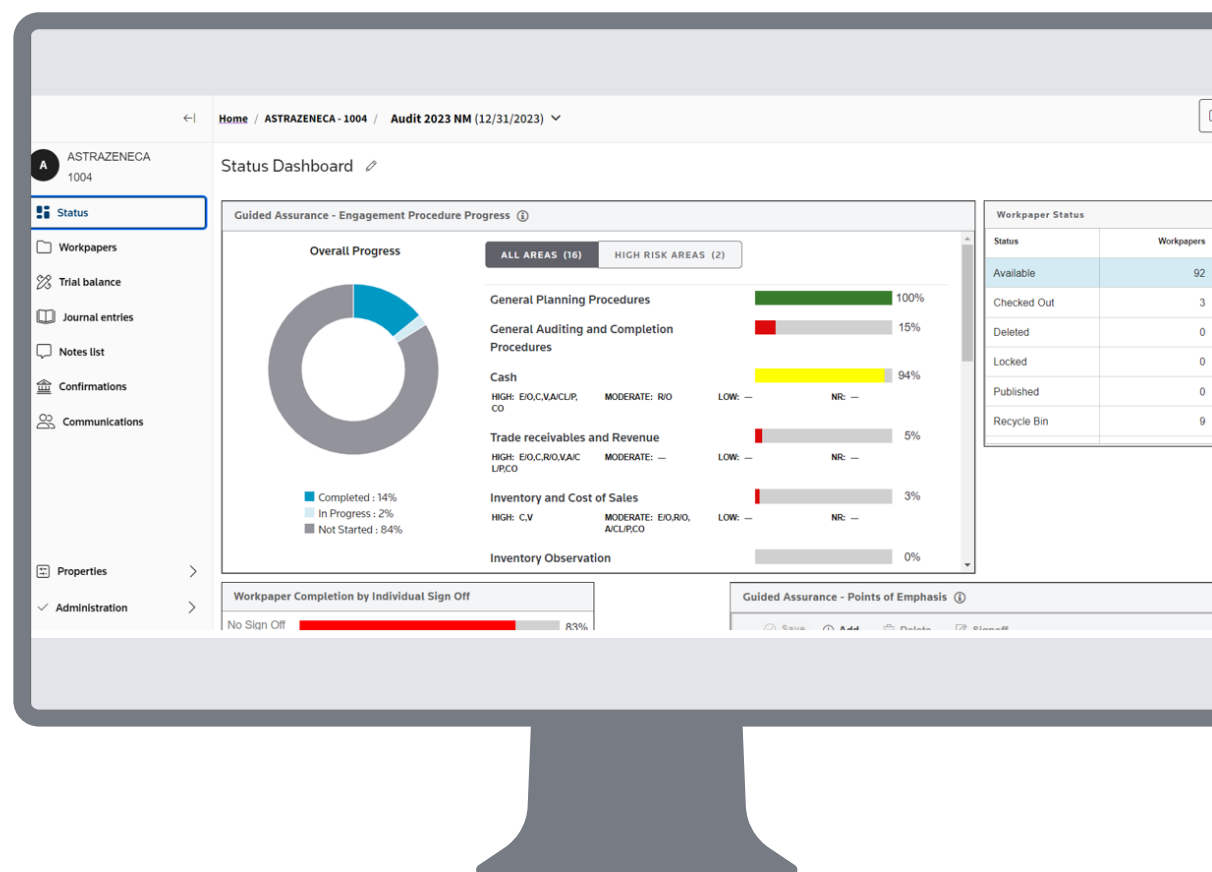 Home / ASTRAZENECA - 1004 / Audit 2023 NM (12/31/2023)
A
ASTRAZENECA
1004
Status
Workpapers
Trial balance
Journal entries
Notes list
Confirmations
Communications
Properties
Administration
Status Dashboard
Guided Assurance - Engagement Procedure Progress
Overall Progress
Completed : 14%
In Progress : 2%
Not Started : 84%
ALL AREAS (16) HIGH RISK AREAS (2)
General Planning Procedures 100%
General Auditing and Completion 15%
Procedures
Cash 94%
HIGH: E/O,C,V,A/CL/P, MODERATE: R/O LOW: — NR: —
CO
Trade receivables and Revenue 5%
HIGH: E/O,C,R/O,V,A/C MODERATE: — LOW: — NR: —
L/P,CO
Inventory and Cost of Sales 3%
HIGH: C,V MODERATE: E/O,R/O, LOW: — NR: —
A/CL/P,CO
Inventory Observation 0%
Workpaper Status
Status Workpapers
Available 92
Checked Out 3
Deleted 0
Locked 0
Published 0
Recycle Bin 9
Workpaper Completion by Individual Sign Off
No Sign Off 83%
Guided Assurance - Points of Emphasis
Save Add Delete Signoff